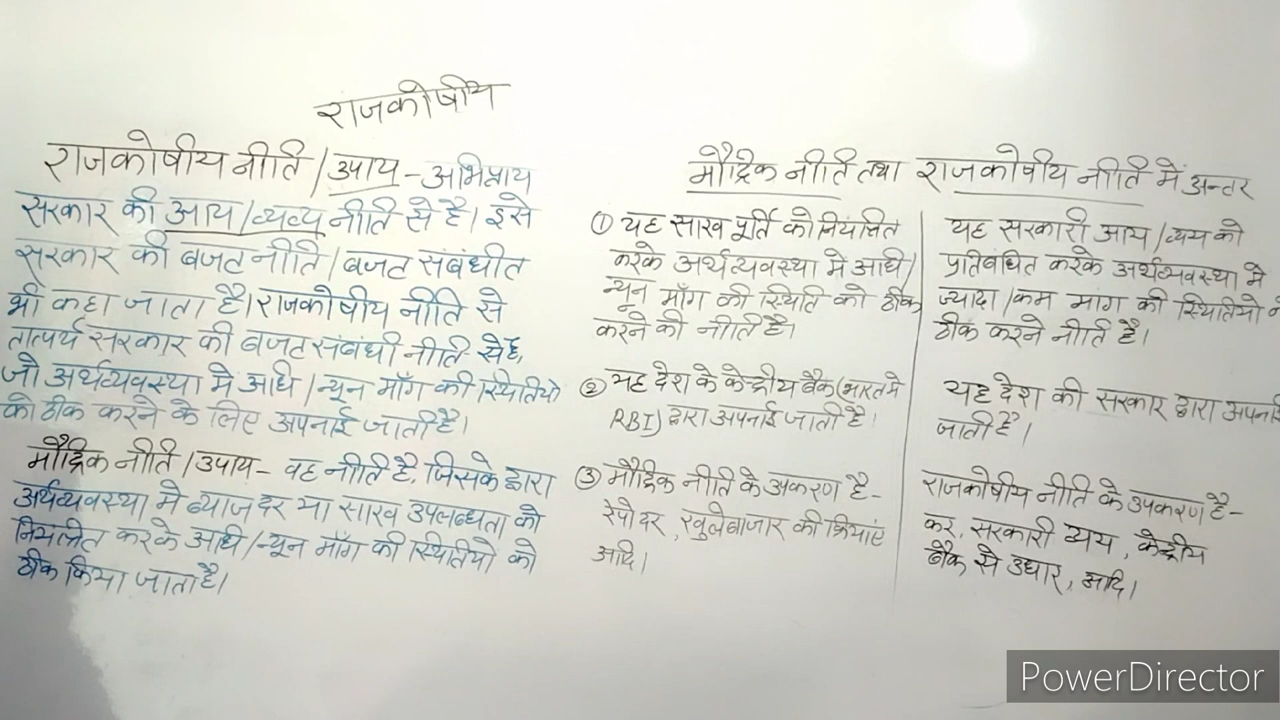 राजकोषीय
राजकोषीय नीति / उपाय - अभिप्राय
सरकार की आय / व्यव्य नीति से है। इसे
सरकार की बजट नीति / बजट संबंधीत
भी कहा जाता है। राजकोषीय नीति से
तात्पर्य सरकार की बजट संबंधी नीति से है,
जो अर्थव्यवस्था मे अधि / न्यून माँग की स्थितियो
को ठीक करने के लिए अपनाई जाती है।
मौद्रिक नीति / उपाय - वह नीति है, जिसके द्वारा
अर्थव्यवस्था मे ब्याज दर या साख उपलब्धता को
नियंत्रित करके अधि / न्यून माँग की स्थितियो को
ठीक किया जाता है।
मौद्रिक नीति तथा राजकोषीय नीति में अन्तर
① यह साख पूर्ति को नियंत्रित
करके अर्थव्यवस्था मे अधि /
न्यून माँग की स्थिति को ठीक
करने की नीति है।
② यह देश के केन्द्रीय बैंक (भारत मे
RBI) द्वारा अपनाई जाती है।
③ मौद्रिक नीति के उपकरण है -
रेपो दर, खुले बाजार की क्रियाएं
आदि।
यह सरकारी आय / व्यय को
प्रतिबंधित करके अर्थव्यवस्था मे
ज्यादा / कम माग की स्थितियो
ठीक करने नीति है।
यह देश की सरकार द्वारा अपनाई
जाती है।
राजकोषीय नीति के उपकरण है -
कर, सरकारी व्यय, केन्द्रीय
बैंक से उधार, आदि।
PowerDirector